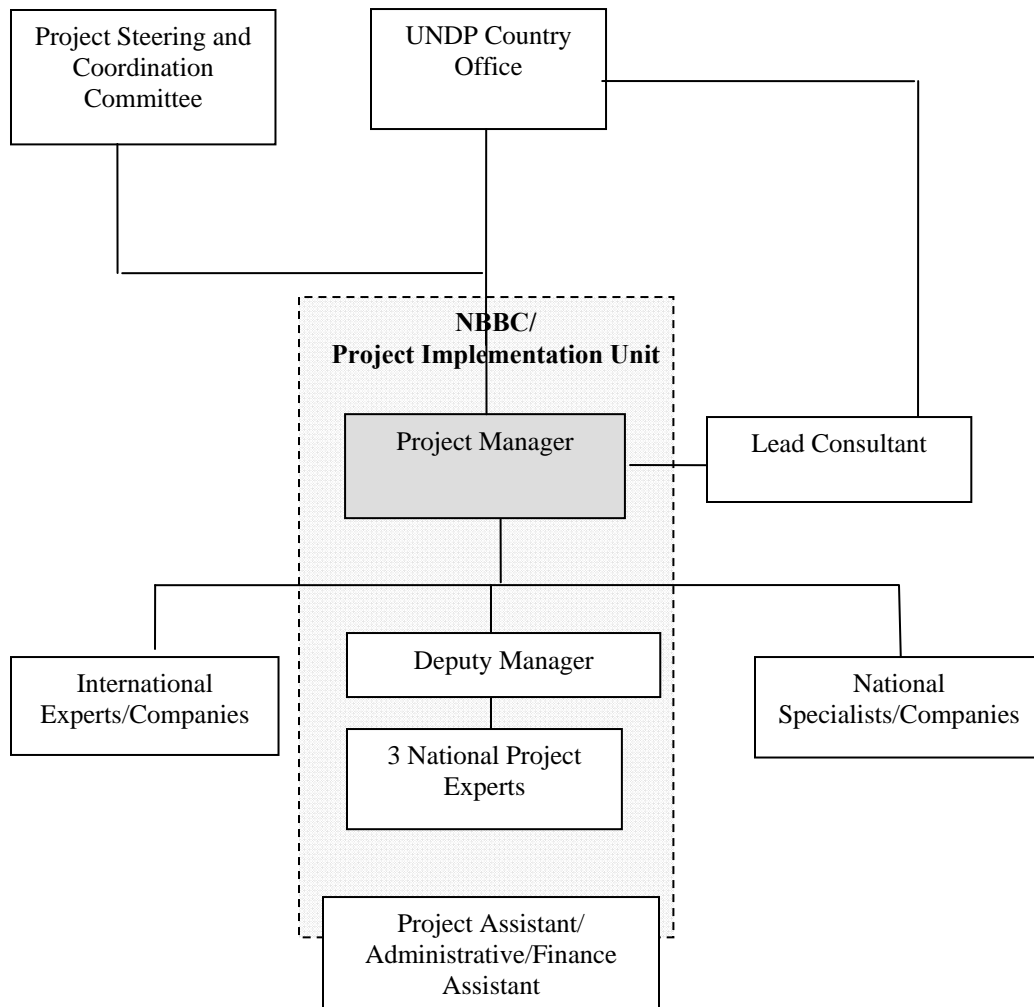 Project Steering and
Coordination
Committee
UNDP Country
Office
NBBC/
Project Implementation Unit
Project Manager
Lead Consultant
International
Experts/Companies
Deputy Manager
National
Specialists/Companies
3 National Project
Experts
Project Assistant/
Administrative/Finance
Assistant